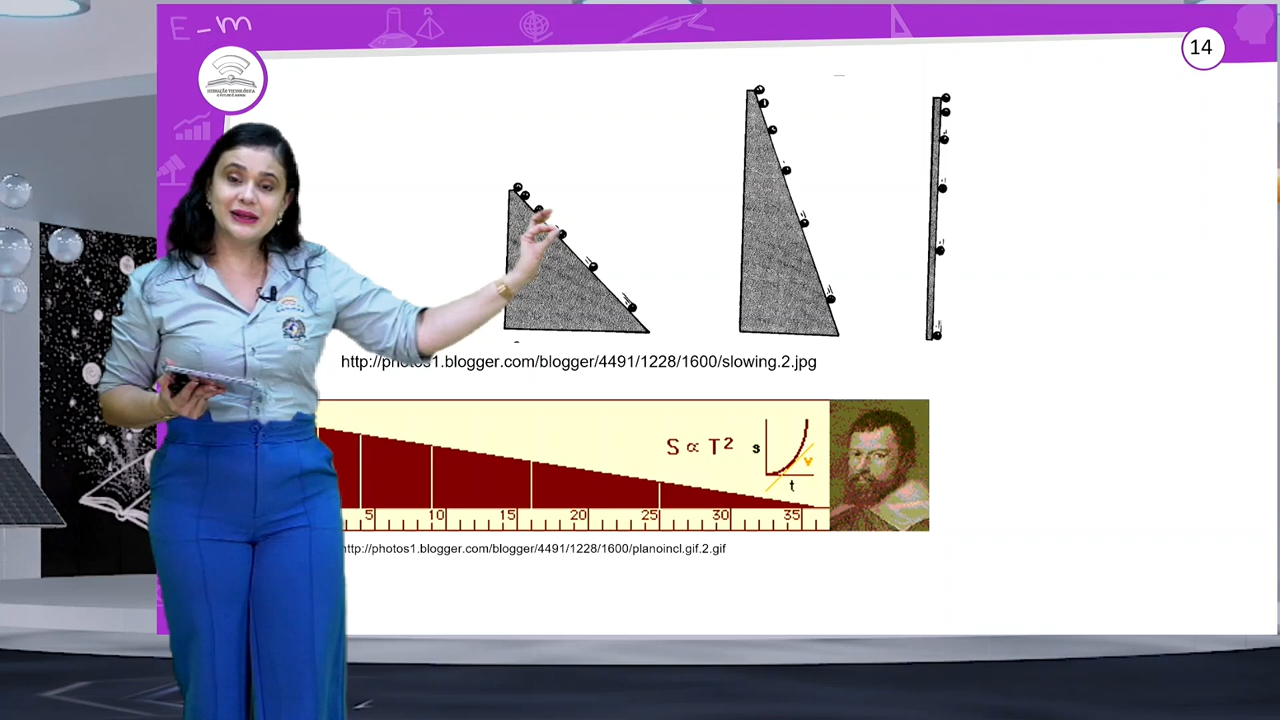 E-m
14
http://photos1.blogger.com/blogger/4491/1228/1600/slowing.2.jpg
S ∝ T²
s
v
t
5 10 15 20 25 30 35
http://photos1.blogger.com/blogger/4491/1228/1600/planoincl.gif.2.gif